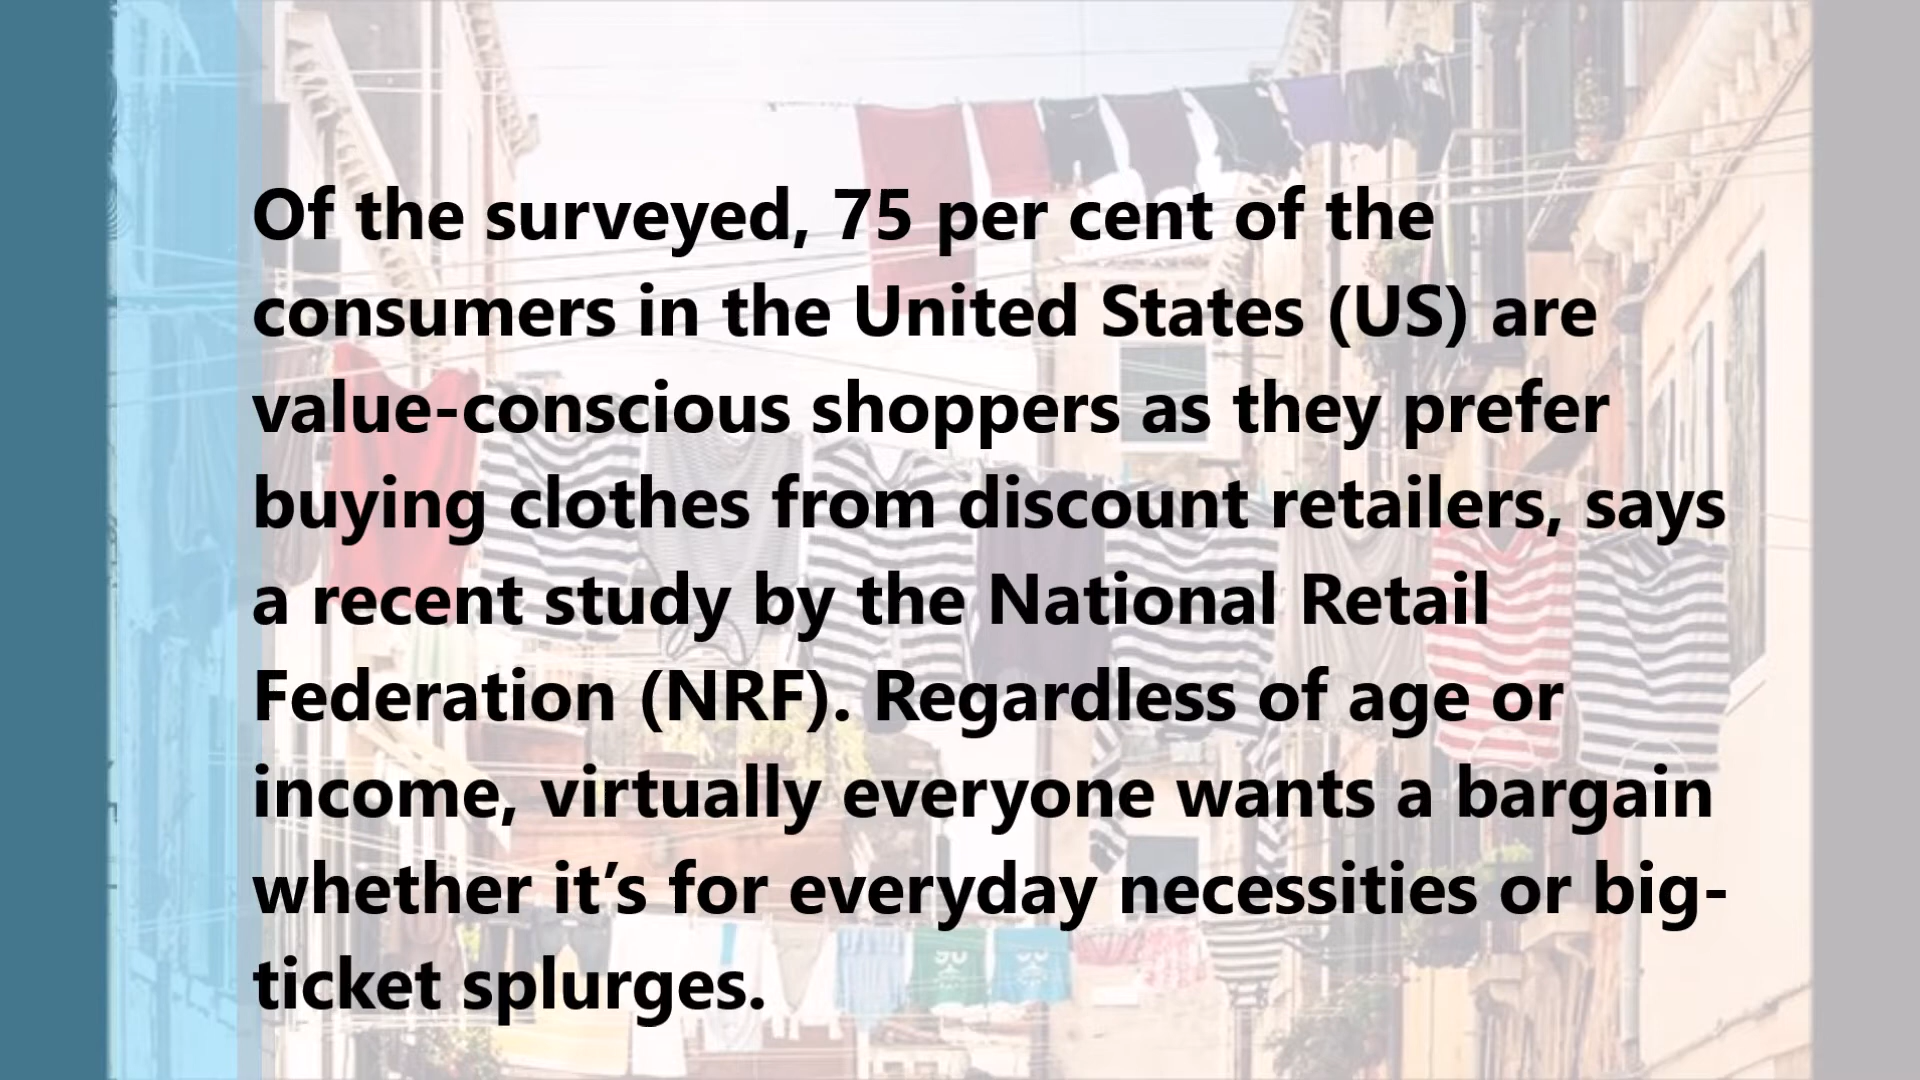 Of the surveyed, 75 per cent of the
consumers in the United States (US) are
value-conscious shoppers as they prefer
buying clothes from discount retailers, says
a recent study by the National Retail
Federation (NRF). Regardless of age or
income, virtually everyone wants a bargain
whether it’s for everyday necessities or big-
ticket splurges.